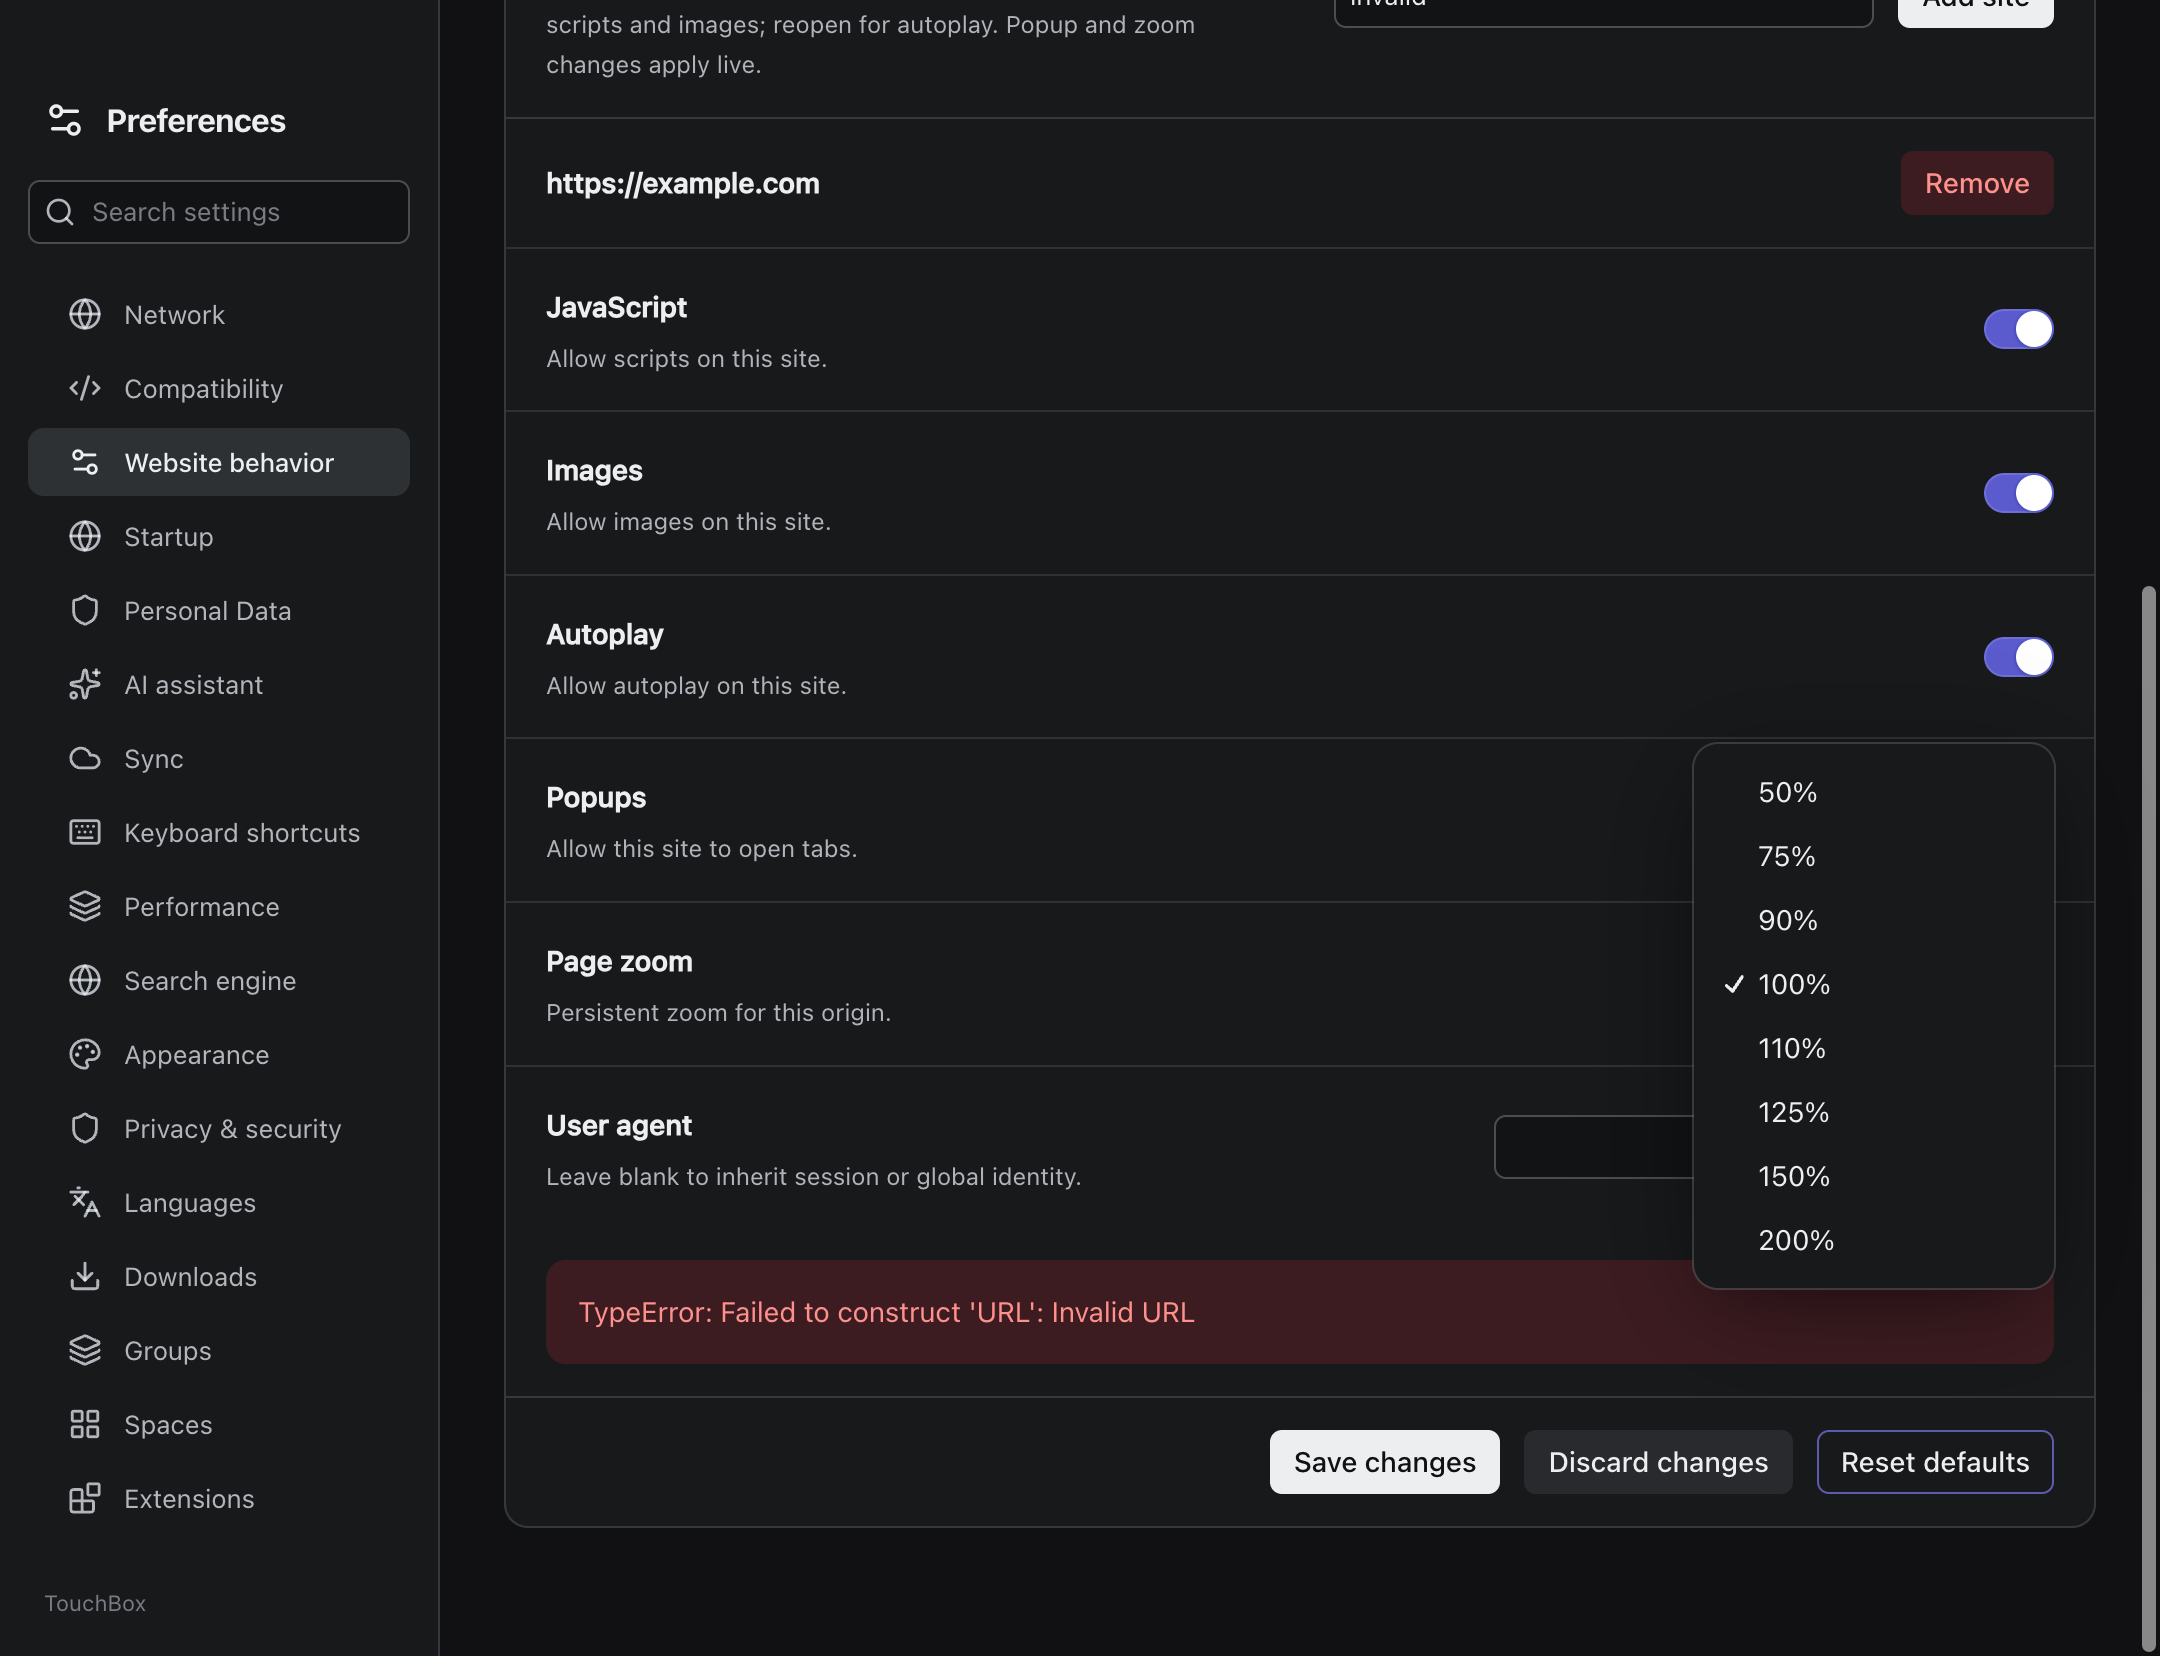 Preferences
Search settings
Network
Compatibility
Website behavior
Startup
Personal Data
AI assistant
Sync
Keyboard shortcuts
Performance
Search engine
Appearance
Privacy & security
Languages
Downloads
Groups
Spaces
Extensions
TouchBox
scripts and images; reopen for autoplay. Popup and zoom
changes apply live.
invalid
Add site
https://example.com
Remove
JavaScript
Allow scripts on this site.
Images
Allow images on this site.
Autoplay
Allow autoplay on this site.
Popups
Allow this site to open tabs.
Page zoom
Persistent zoom for this origin.
50%
75%
90%
100%
110%
125%
150%
200%
User agent
Leave blank to inherit session or global identity.
TypeError: Failed to construct 'URL': Invalid URL
Save changes
Discard changes
Reset defaults